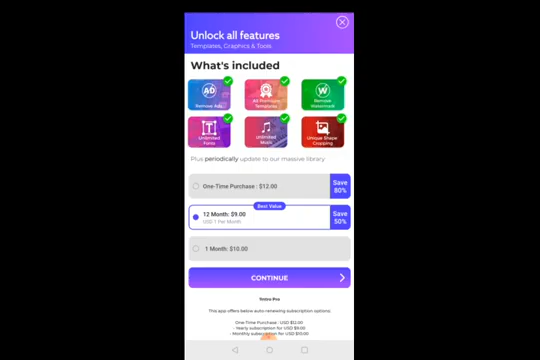 Unlock all features
Templates, Graphics & Tools
What's included
AD
Remove Ads
All Premium
Templates
W
Remove
Watermark
T
Unlimited
Fonts
Unlimited
Music
Unique Shape
Cropping
Plus periodically update to our massive library
One-Time Purchase : $12.00
Save
80%
Best Value
12 Month: $9.00
USD 1 Per Month
Save
50%
1 Month: $10.00
CONTINUE
Pro
This app offers below auto-renewing subscription options:
One-Time Purchase : USD $12.00
- Yearly subscription for USD $9.00
- Monthly subscription for USD $10.00